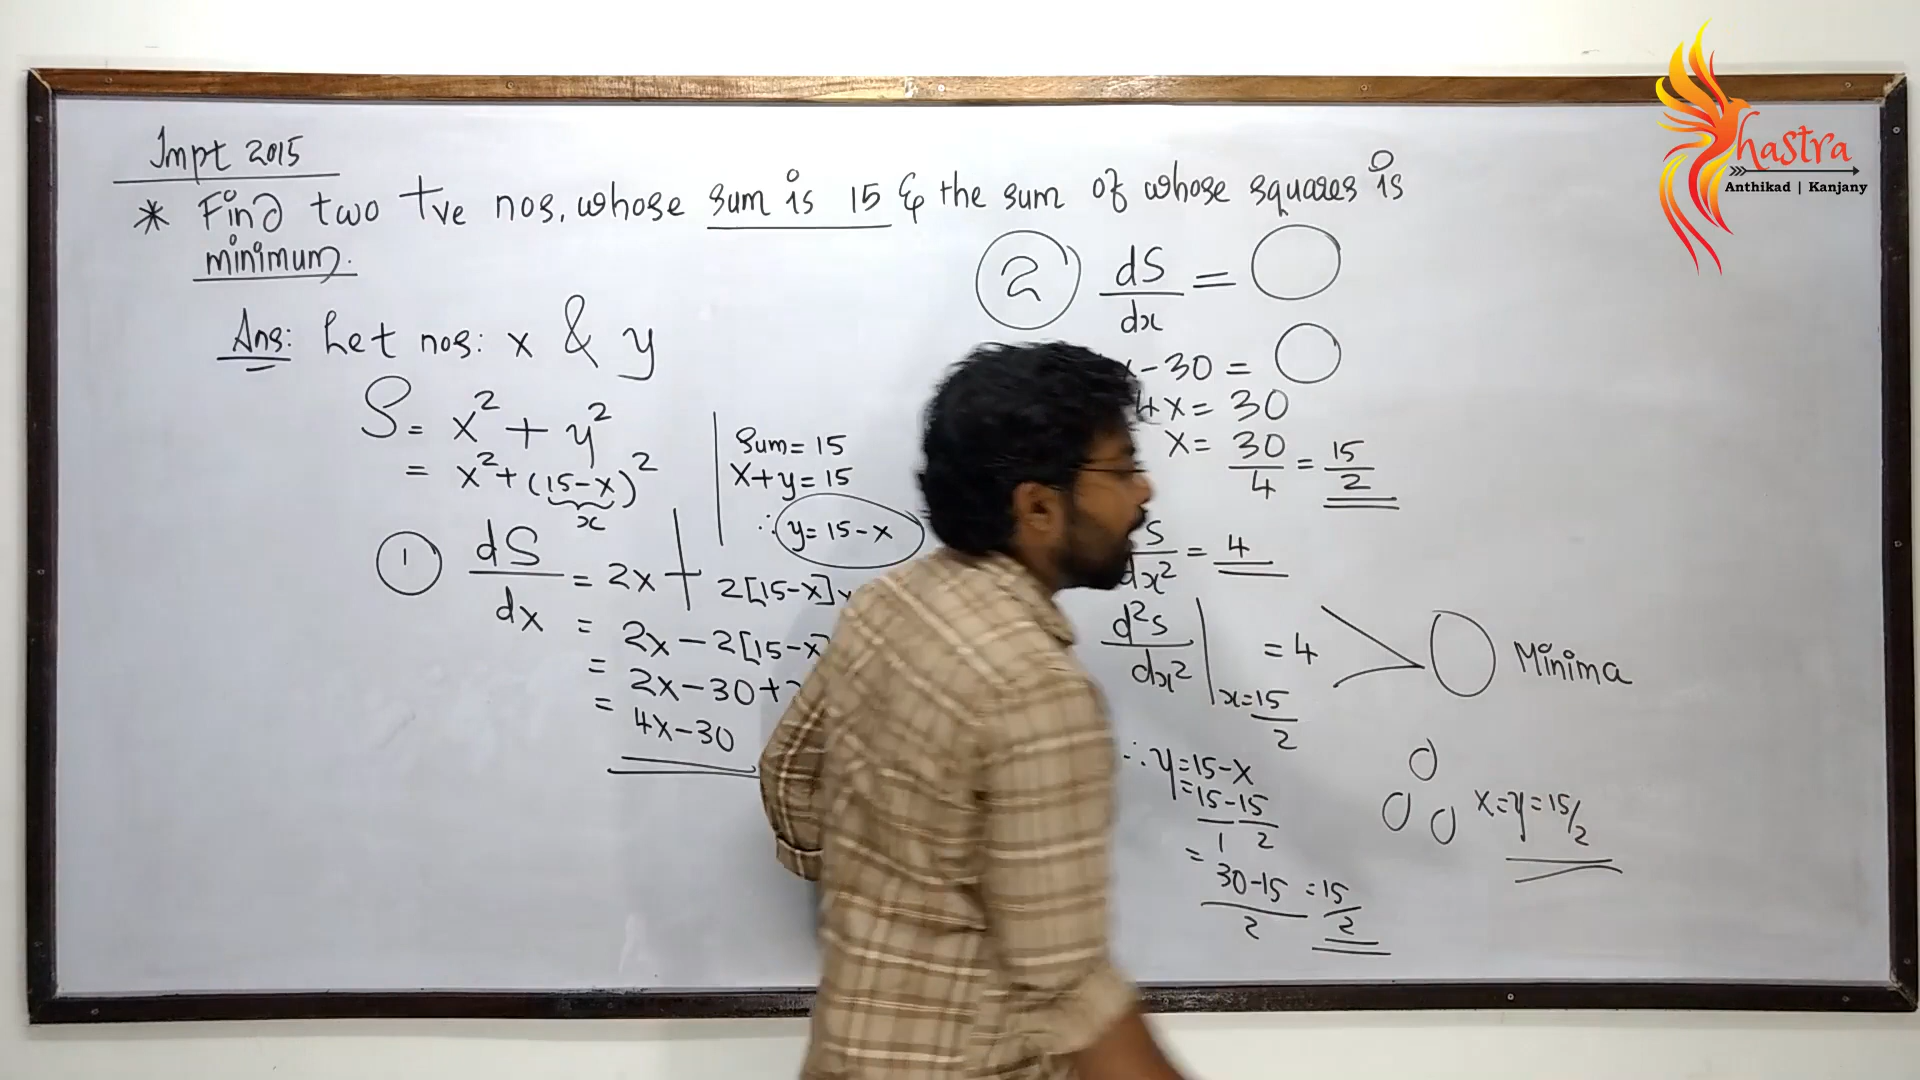 Impt 2015
* Find two +ve nos. whose sum is 15 & the sum of whose squares is
minimum.
Ans: Let nos: x & y
S = x² + y²
= x² + (15-x)²
x
Sum = 15
x+y = 15
∴ y = 15-x
1 dS/dx = 2x + 2[15-x]x
= 2x - 2[15-x]
= 2x - 30 +
= 4x - 30
2 dS/dx = 0
x - 30 = 0
4x = 30
x = 30/4 = 15/2
S/dx² = 4
d²s/dx² | x=15/2 = 4 > 0 Minima
∴ y = 15-x
= 15/1 - 15/2
= 30-15/2 = 15/2
∴ x = y = 15/2
Khastra
Anthikad | Kanjany